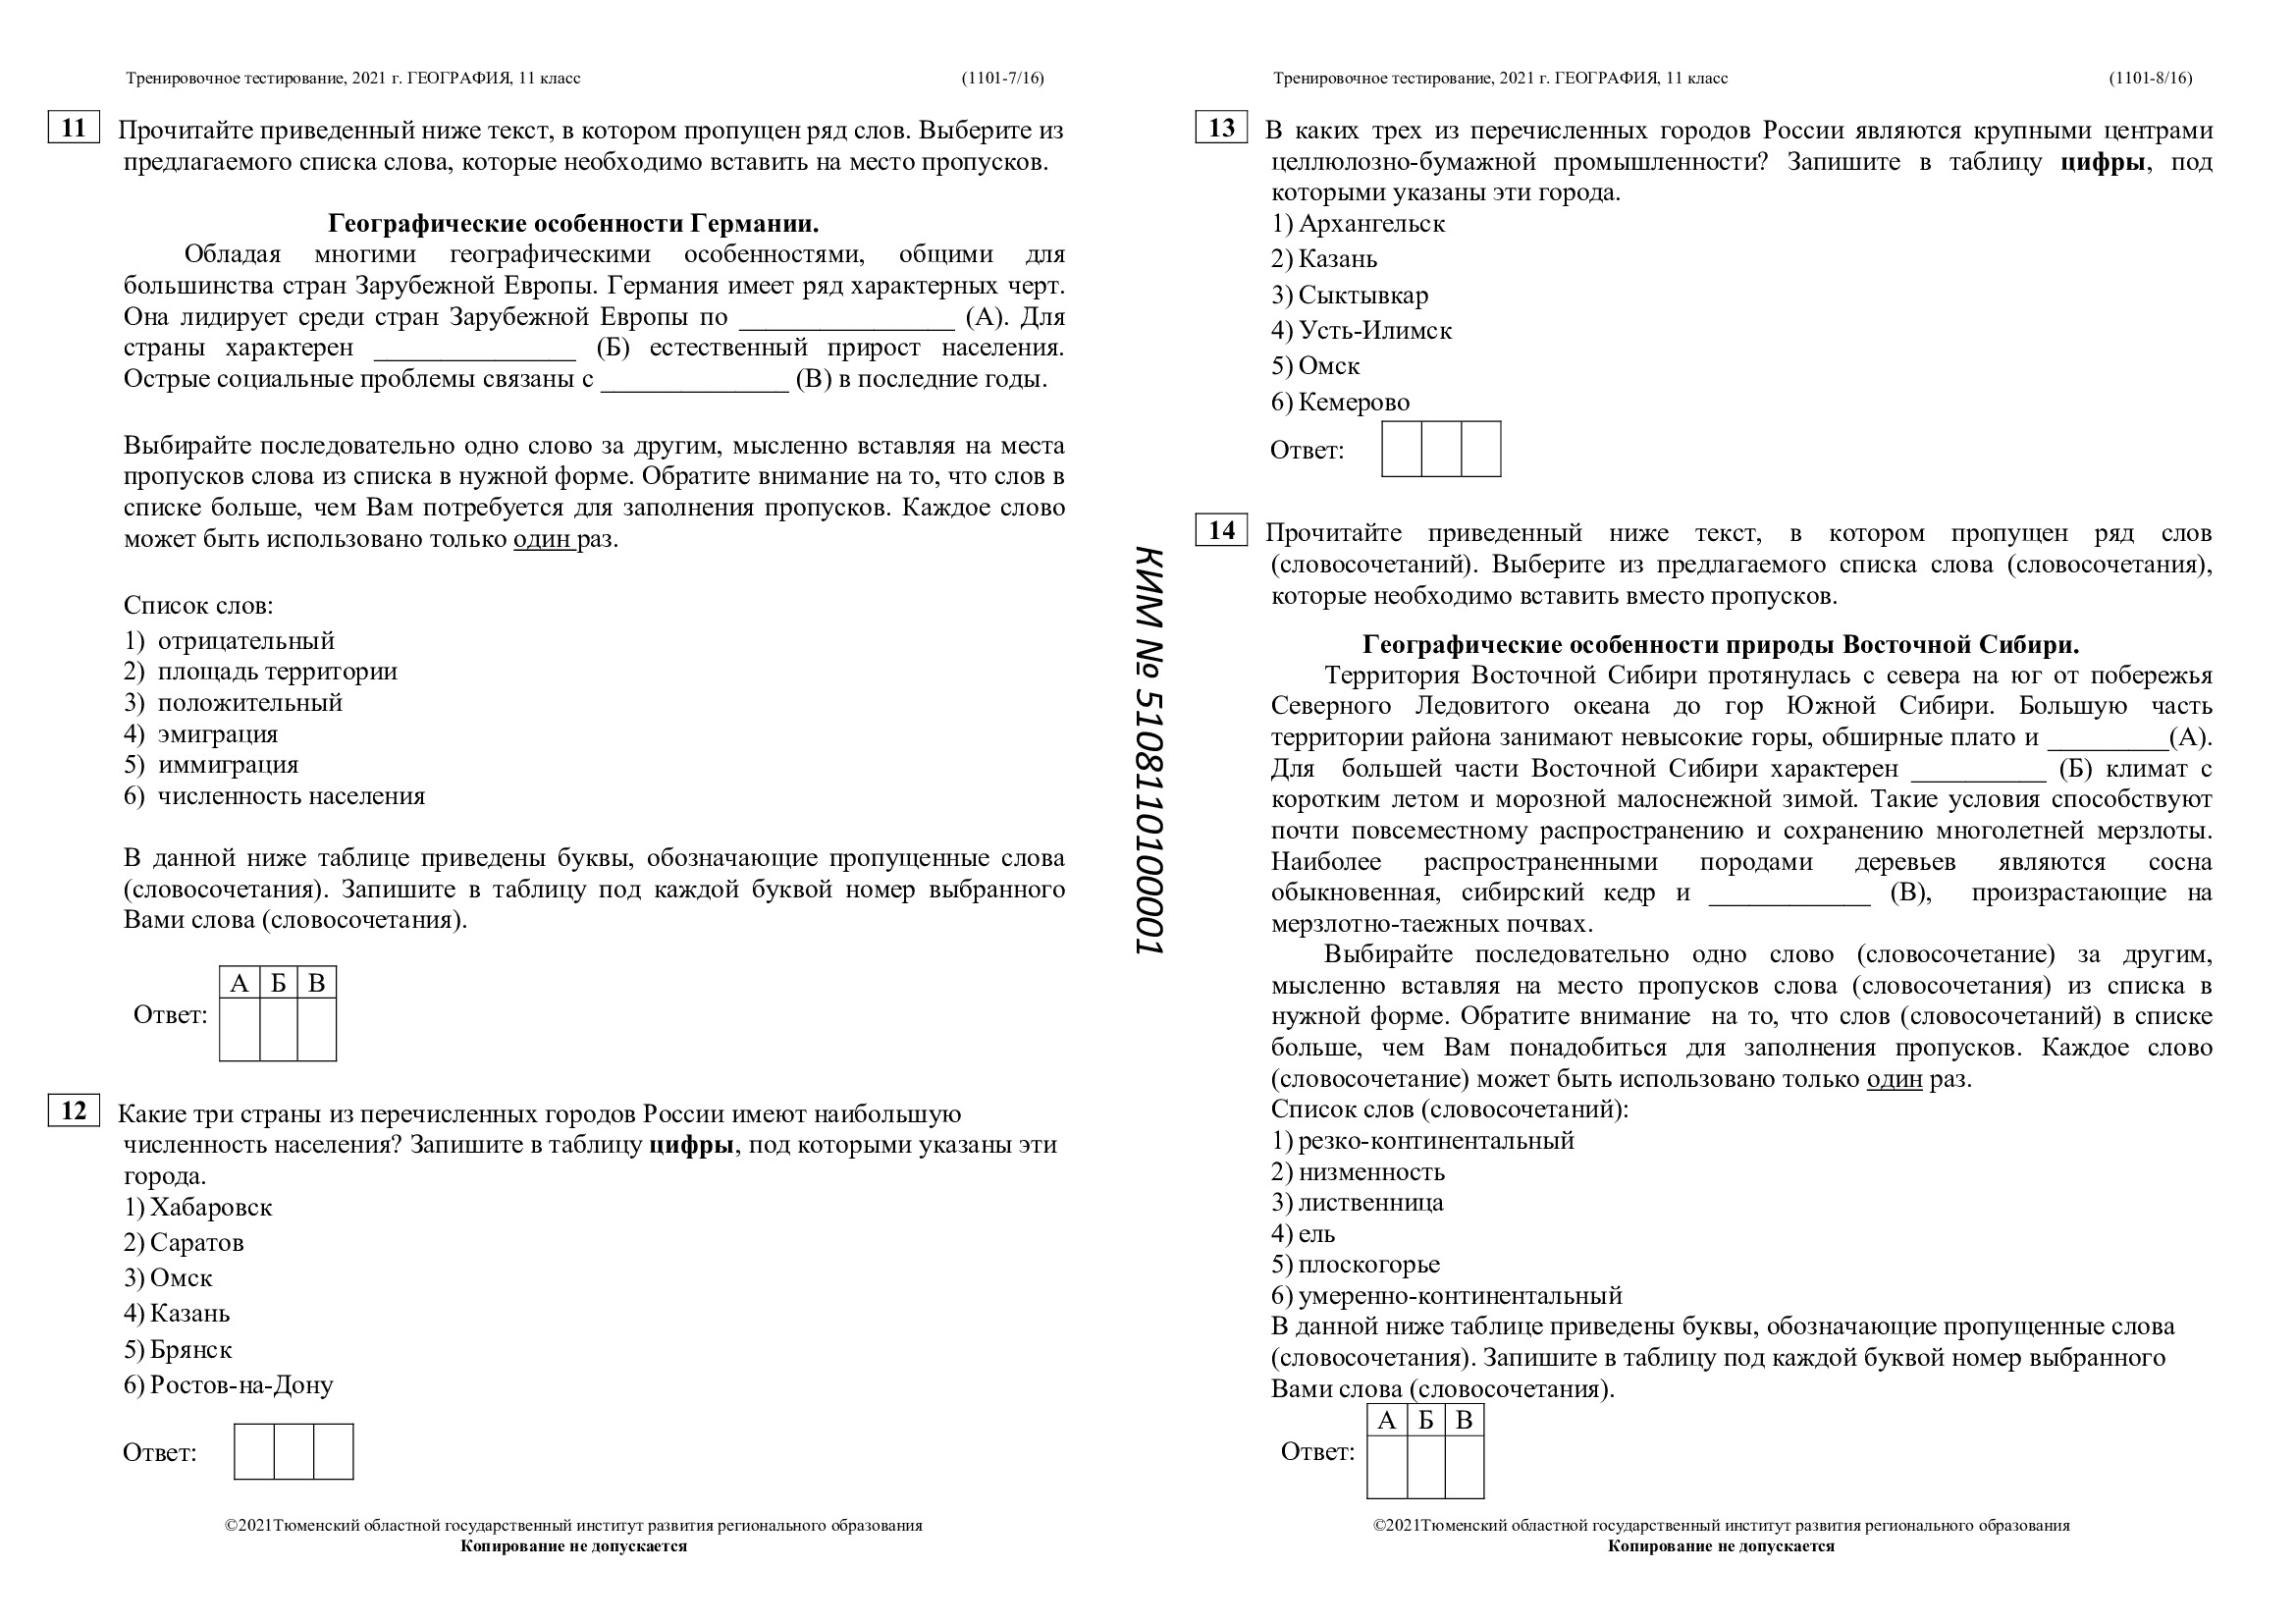 Тренировочное тестирование, 2021 г. ГЕОГРАФИЯ, 11 класс (1101-7/16)
11 Прочитайте приведенный ниже текст, в котором пропущен ряд слов. Выберите из
предлагаемого списка слова, которые необходимо вставить на место пропусков.
Географические особенности Германии.
Обладая многими географическими особенностями, общими для
большинства стран Зарубежной Европы. Германия имеет ряд характерных черт.
Она лидирует среди стран Зарубежной Европы по ________________ (А). Для
страны характерен _______________ (Б) естественный прирост населения.
Острые социальные проблемы связаны с ______________ (В) в последние годы.
Выбирайте последовательно одно слово за другим, мысленно вставляя на места
пропусков слова из списка в нужной форме. Обратите внимание на то, что слов в
списке больше, чем Вам потребуется для заполнения пропусков. Каждое слово
может быть использовано только один раз.
Список слов:
1) отрицательный
2) площадь территории
3) положительный
4) эмиграция
5) иммиграция
6) численность населения
В данной ниже таблице приведены буквы, обозначающие пропущенные слова
(словосочетания). Запишите в таблицу под каждой буквой номер выбранного
Вами слова (словосочетания).
А Б В
Ответ:
12 Какие три страны из перечисленных городов России имеют наибольшую
численность населения? Запишите в таблицу цифры, под которыми указаны эти
города.
1) Хабаровск
2) Саратов
3) Омск
4) Казань
5) Брянск
6) Ростов-на-Дону
Ответ:
©2021Тюменский областной государственный институт развития регионального образования
Копирование не допускается
КИМ № 5108110100001
Тренировочное тестирование, 2021 г. ГЕОГРАФИЯ, 11 класс (1101-8/16)
13 В каких трех из перечисленных городов России являются крупными центрами
целлюлозно-бумажной промышленности? Запишите в таблицу цифры, под
которыми указаны эти города.
1) Архангельск
2) Казань
3) Сыктывкар
4) Усть-Илимск
5) Омск
6) Кемерово
Ответ:
14 Прочитайте приведенный ниже текст, в котором пропущен ряд слов
(словосочетаний). Выберите из предлагаемого списка слова (словосочетания),
которые необходимо вставить вместо пропусков.
Географические особенности природы Восточной Сибири.
Территория Восточной Сибири протянулась с севера на юг от побережья
Северного Ледовитого океана до гор Южной Сибири. Большую часть
территории района занимают невысокие горы, обширные плато и _________(А).
Для большей части Восточной Сибири характерен __________ (Б) климат с
коротким летом и морозной малоснежной зимой. Такие условия способствуют
почти повсеместному распространению и сохранению многолетней мерзлоты.
Наиболее распространенными породами деревьев являются сосна
обыкновенная, сибирский кедр и ____________ (В), произрастающие на
мерзлотно-таежных почвах.
Выбирайте последовательно одно слово (словосочетание) за другим,
мысленно вставляя на место пропусков слова (словосочетания) из списка в
нужной форме. Обратите внимание на то, что слов (словосочетаний) в списке
больше, чем Вам понадобиться для заполнения пропусков. Каждое слово
(словосочетание) может быть использовано только один раз.
Список слов (словосочетаний):
1) резко-континентальный
2) низменность
3) лиственница
4) ель
5) плоскогорье
6) умеренно-континентальный
В данной ниже таблице приведены буквы, обозначающие пропущенные слова
(словосочетания). Запишите в таблицу под каждой буквой номер выбранного
Вами слова (словосочетания).
А Б В
Ответ:
©2021Тюменский областной государственный институт развития регионального образования
Копирование не допускается